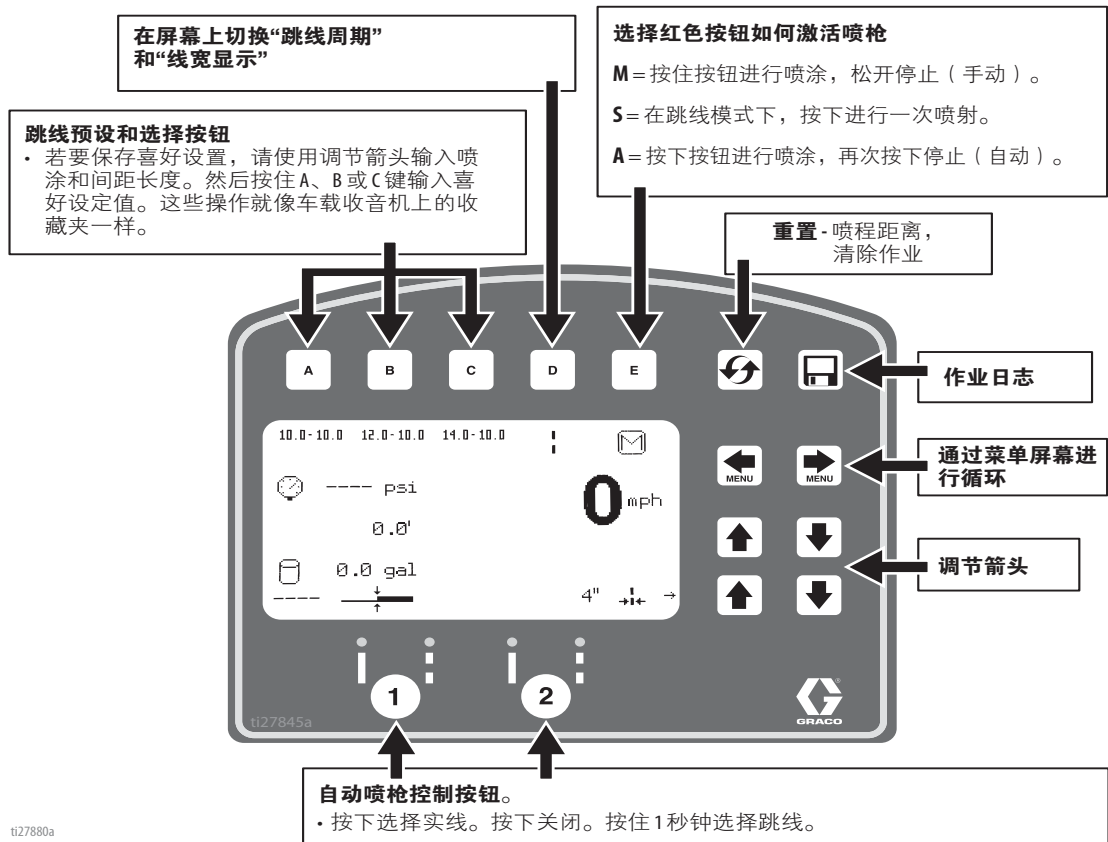 在屏幕上切换“跳线周期”
和“线宽显示”
选择红色按钮如何激活喷枪
M = 按住按钮进行喷涂，松开停止（手动）。
S = 在跳线模式下，按下进行一次喷射。
A = 按下按钮进行喷涂，再次按下停止（自动）。
跳线预设和选择按钮
• 若要保存喜好设置，请使用调节箭头输入喷
涂和间距长度。然后按住 A、B 或 C 键输入喜
好设定值。这些操作就像车载收音机上的收
藏夹一样。
重置 - 喷程距离，
清除作业
A
B
C
D
E
作业日志
10.0-10.0 12.0-10.0 14.0-10.0
M
---- psi
0 mph
0.0'
0.0 gal
----
4"
MENU
MENU
通过菜单屏幕进
行循环
调节箭头
1
2
GRACO
ti27845a
自动喷枪控制按钮。
• 按下选择实线。按下关闭。按住 1 秒钟选择跳线。
ti27880a